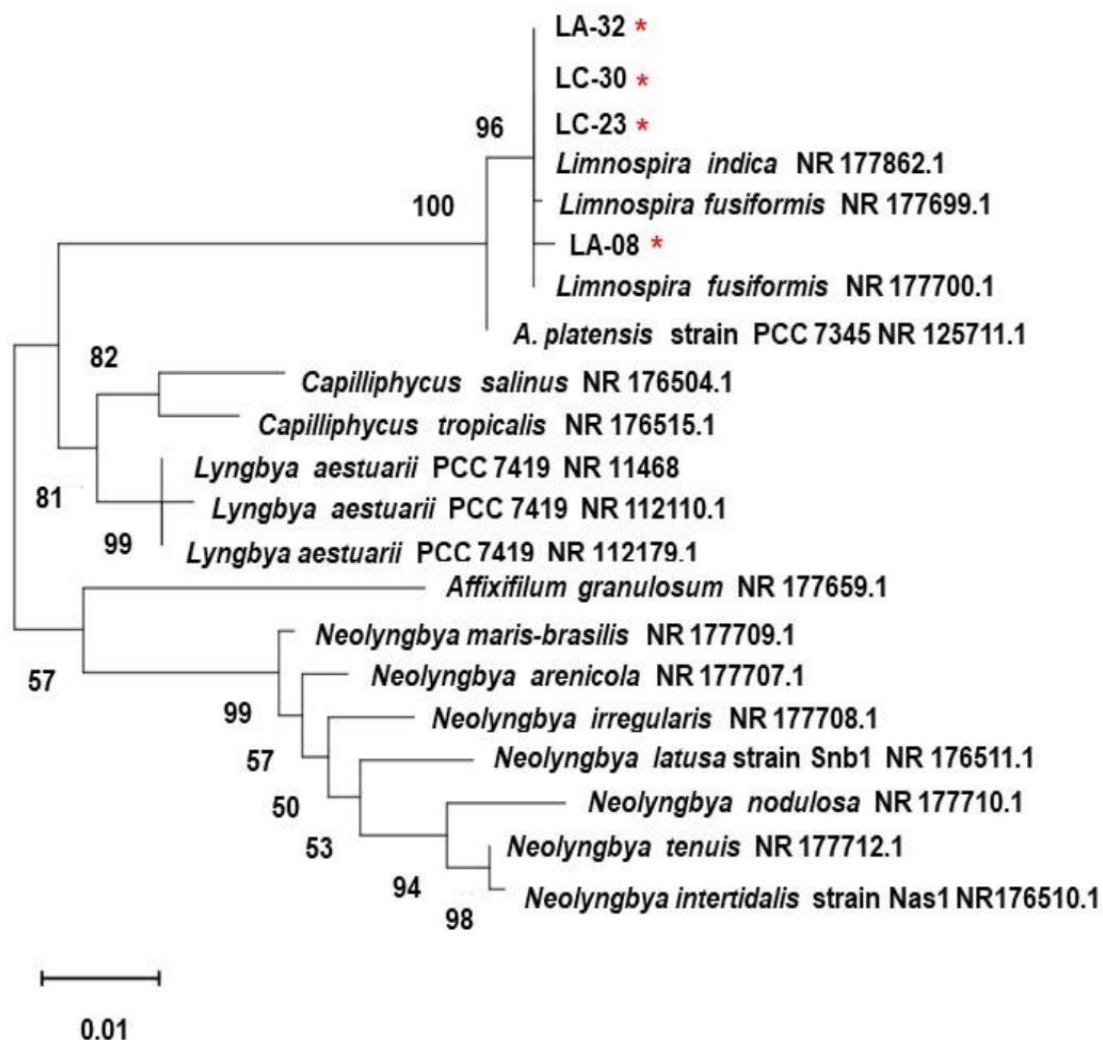 LA-32 *
LC-30 *
96
LC-23 *
Limnospira indica NR 177862.1
100
Limnospira fusiformis NR 177699.1
LA-08 *
Limnospira fusiformis NR 177700.1
A. platensis strain PCC 7345 NR 125711.1
82
Capilliphycus salinus NR 176504.1
Capilliphycus tropicalis NR 176515.1
Lyngbya aestuarii PCC 7419 NR 11468
81
Lyngbya aestuarii PCC 7419 NR 112110.1
99
Lyngbya aestuarii PCC 7419 NR 112179.1
Affixifilum granulosum NR 177659.1
Neolyngbya maris-brasilis NR 177709.1
57
Neolyngbya arenicola NR 177707.1
99
Neolyngbya irregularis NR 177708.1
57
Neolyngbya latusa strain Snb1 NR 176511.1
50
Neolyngbya nodulosa NR 177710.1
53
Neolyngbya tenuis NR 177712.1
94
Neolyngbya intertidalis strain Nas1 NR176510.1
98
0.01